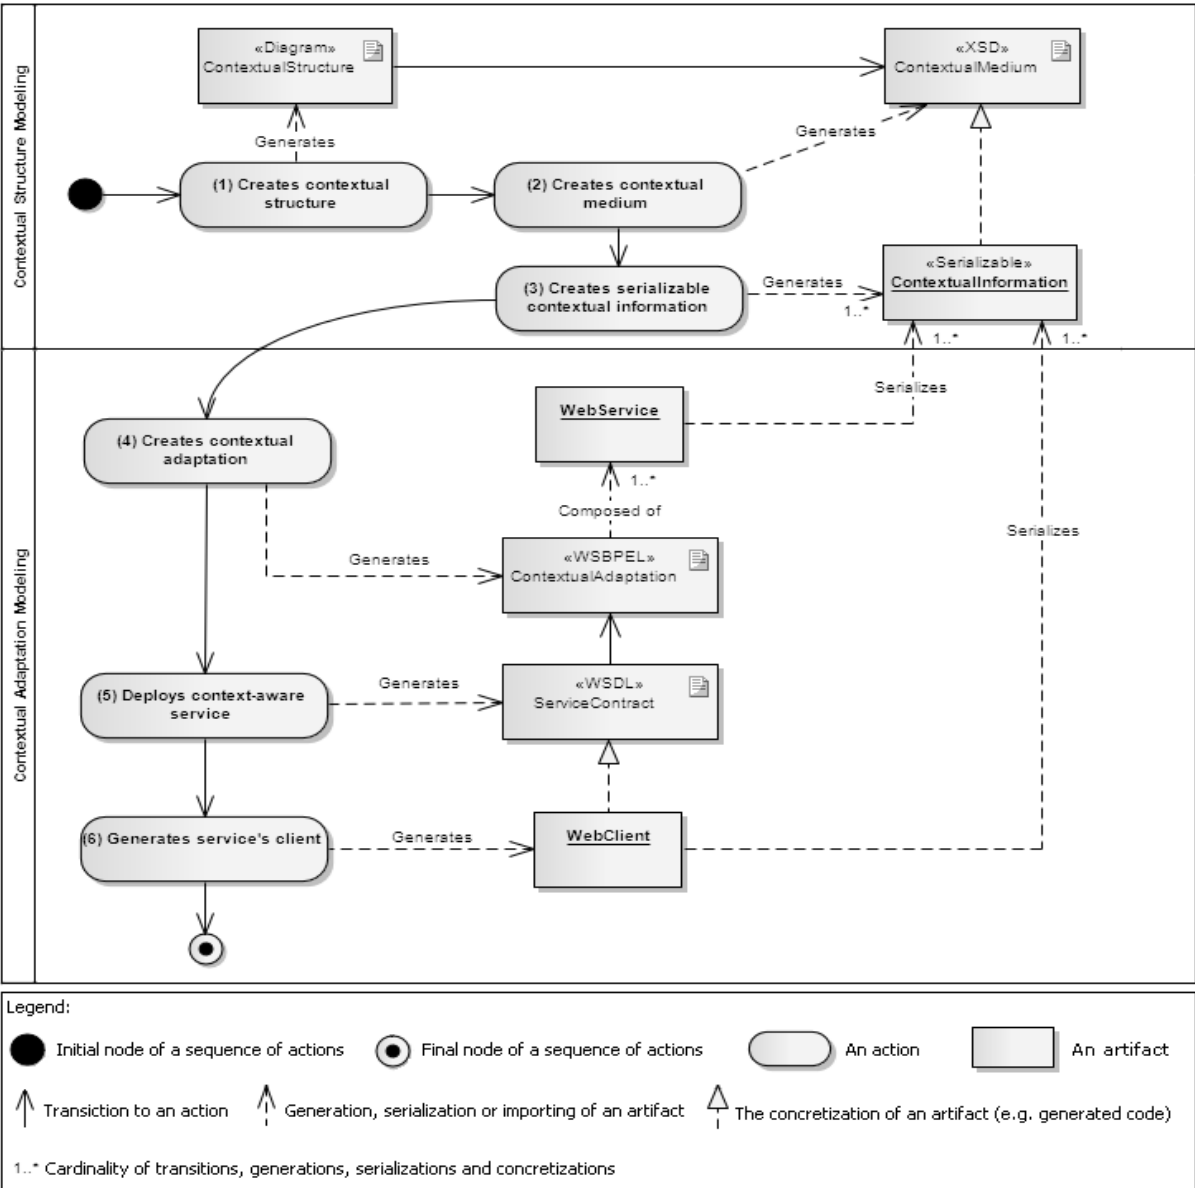 Contextual Structure Modeling
«Diagram»
ContextualStructure
«XSD»
ContextualMedium
Generates
Generates
(1) Creates contextual
structure
(2) Creates contextual
medium
(3) Creates serializable
contextual information
Generates
1..*
«Serializable»
ContextualInformation
1..*
1..*
Contextual Adaptation Modeling
Serializes
WebService
(4) Creates contextual
adaptation
1..*
Composed of
Serializes
Generates
«WSBPEL»
ContextualAdaptation
(5) Deploys context-aware
service
Generates
«WSDL»
ServiceContract
(6) Generates service's client
Generates
WebClient
Legend:
Initial node of a sequence of actions
Final node of a sequence of actions
An action
An artifact
Transiction to an action
Generation, serialization or importing of an artifact
The concretization of an artifact (e.g. generated code)
1..* Cardinality of transitions, generations, serializations and concretizations